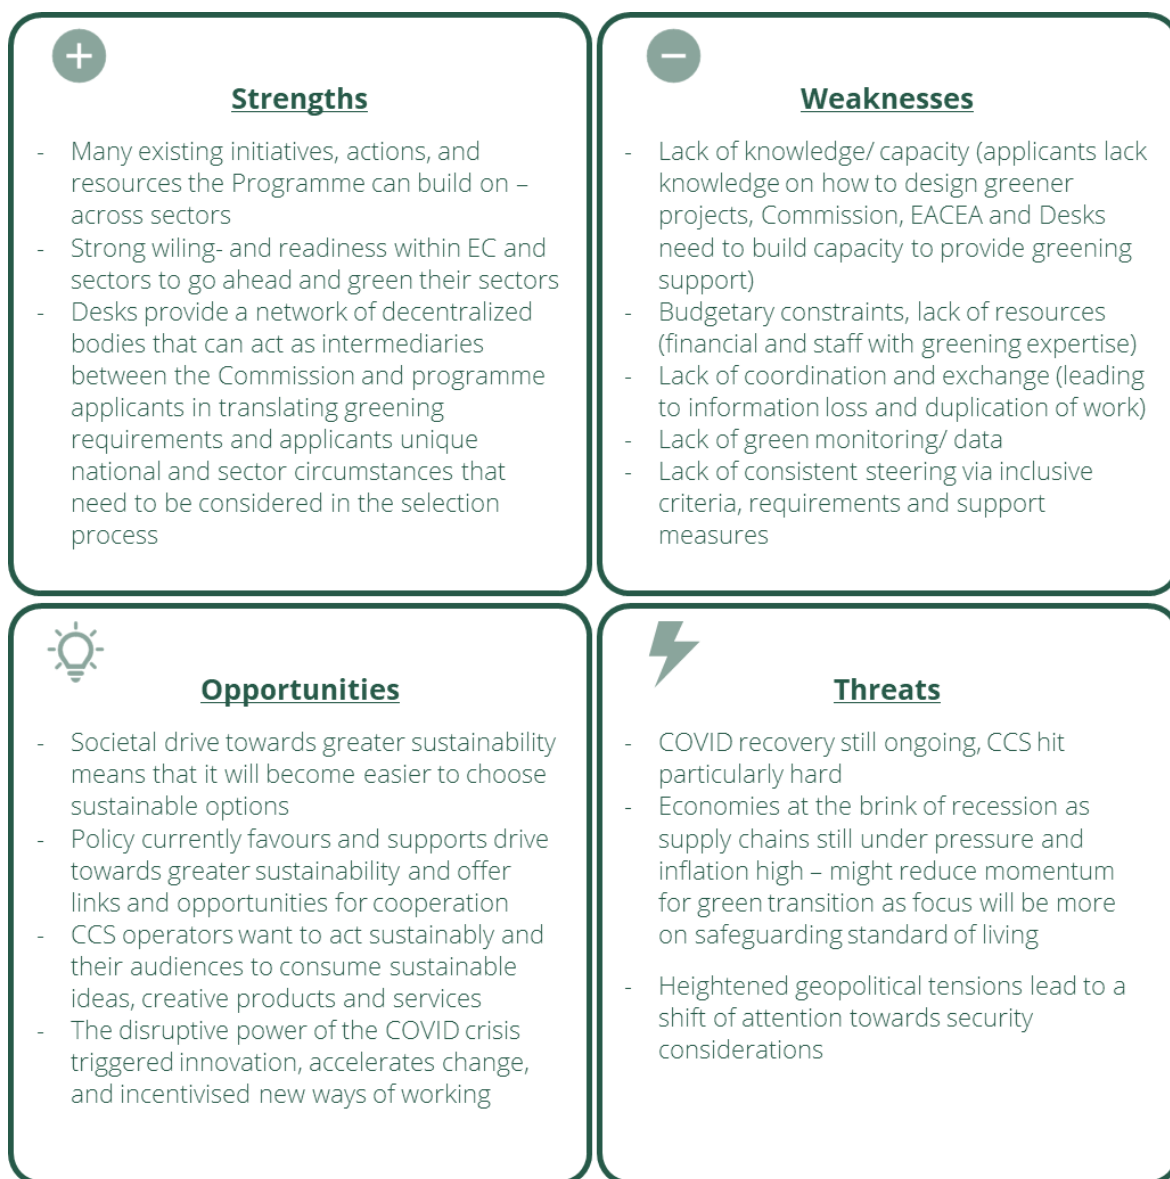 Strengths
- Many existing initiatives, actions, and
resources the Programme can build on –
across sectors
- Strong wiling- and readiness within EC and
sectors to go ahead and green their sectors
- Desks provide a network of decentralized
bodies that can act as intermediaries
between the Commission and programme
applicants in translating greening
requirements and applicants unique
national and sector circumstances that
need to be considered in the selection
process
Weaknesses
- Lack of knowledge/ capacity (applicants lack
knowledge on how to design greener
projects, Commission, EACEA and Desks
need to build capacity to provide greening
support)
- Budgetary constraints, lack of resources
(financial and staff with greening expertise)
- Lack of coordination and exchange (leading
to information loss and duplication of work)
- Lack of green monitoring/ data
- Lack of consistent steering via inclusive
criteria, requirements and support
measures
Opportunities
- Societal drive towards greater sustainability
means that it will become easier to choose
sustainable options
- Policy currently favours and supports drive
towards greater sustainability and offer
links and opportunities for cooperation
- CCS operators want to act sustainably and
their audiences to consume sustainable
ideas, creative products and services
- The disruptive power of the COVID crisis
triggered innovation, accelerates change,
and incentivised new ways of working
Threats
- COVID recovery still ongoing, CCS hit
particularly hard
- Economies at the brink of recession as
supply chains still under pressure and
inflation high – might reduce momentum
for green transition as focus will be more
on safeguarding standard of living
- Heightened geopolitical tensions lead to a
shift of attention towards security
considerations